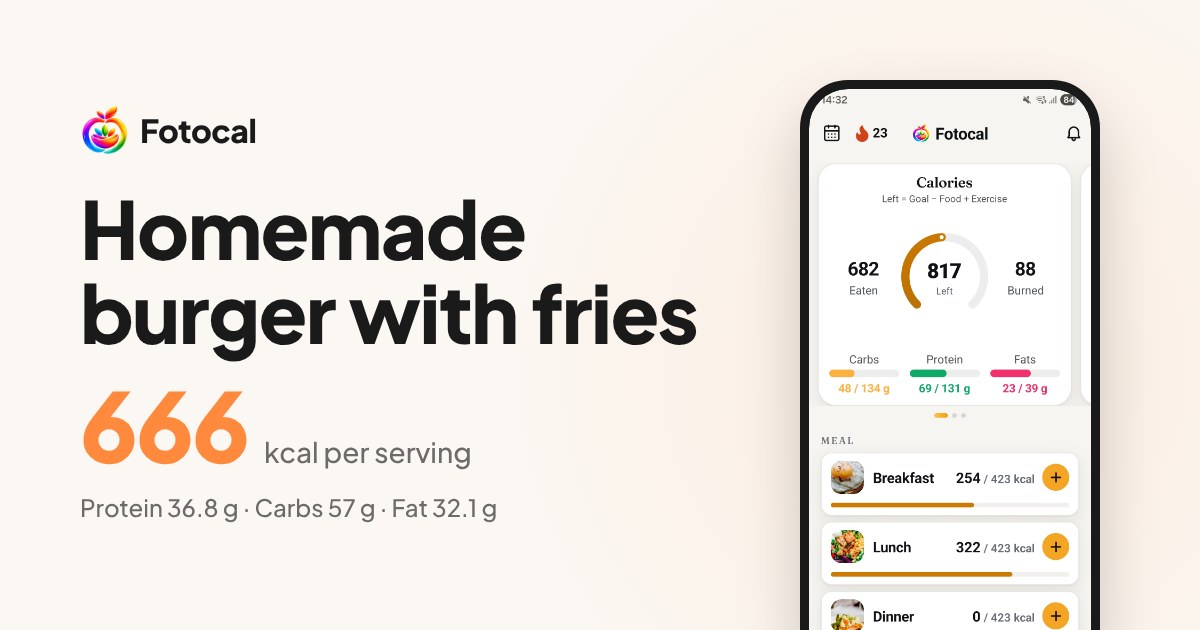 Fotocal
Homemade
burger with fries
666 kcal per serving
Protein 36.8 g · Carbs 57 g · Fat 32.1 g
14:32
84
23
Fotocal
Calories
Left = Goal − Food + Exercise
682
Eaten
817
Left
88
Burned
Carbs
48 / 134 g
Protein
69 / 131 g
Fats
23 / 39 g
MEAL
Breakfast 254 / 423 kcal +
Lunch 322 / 423 kcal +
Dinner 0 / 423 kcal +